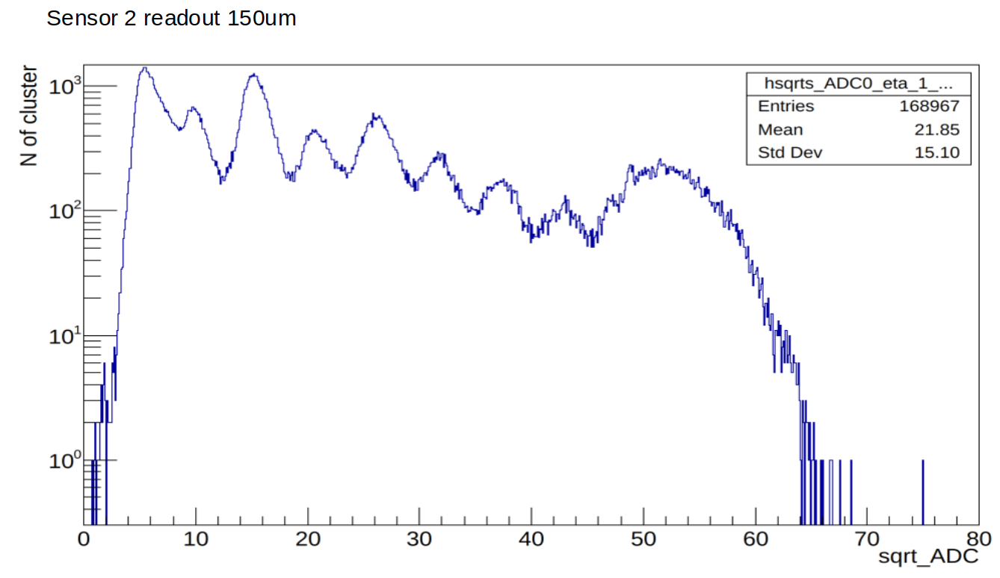 Sensor 2 readout 150um
N of cluster
10³
10²
10¹
10⁰
hsqrts_ADC0_eta_1_...
Entries 168967
Mean 21.85
Std Dev 15.10
0 10 20 30 40 50 60 70 80
sqrt_ADC